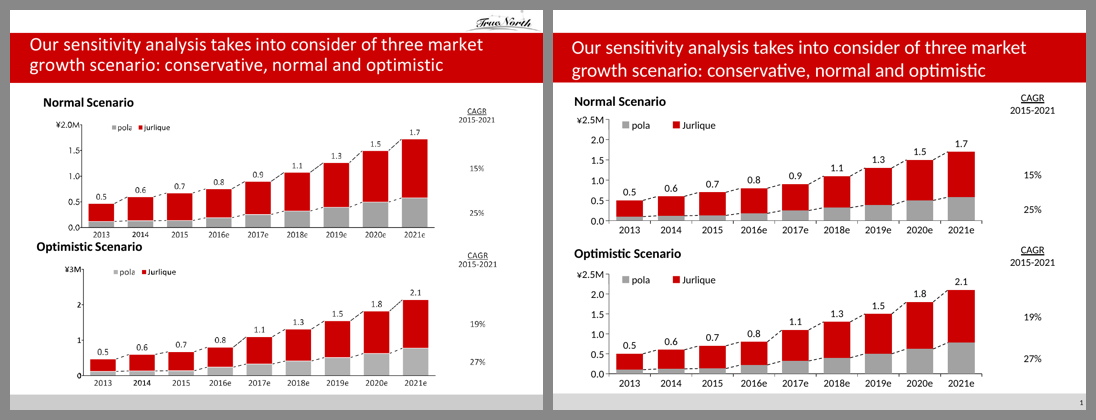 True North
Our sensitivity analysis takes into consider of three market
growth scenario: conservative, normal and optimistic
Normal Scenario
CAGR
2015-2021
¥2.0M
pola Jurlique
1.5
1.0
0.5
0.0
0.5 0.6 0.7 0.8 0.9 1.1 1.3 1.5 1.7
15%
25%
2013 2014 2015 2016e 2017e 2018e 2019e 2020e 2021e
Optimistic Scenario
CAGR
2015-2021
¥3M
pola Jurlique
2
1
0
0.5 0.6 0.7 0.8 1.1 1.3 1.5 1.8 2.1
19%
27%
2013 2014 2015 2016e 2017e 2018e 2019e 2020e 2021e
Our sensitivity analysis takes into consider of three market
growth scenario: conservative, normal and optimistic
Normal Scenario
CAGR
2015-2021
¥2.5M
pola Jurlique
2.0
1.5
1.0
0.5
0.0
0.5 0.6 0.7 0.8 0.9 1.1 1.3 1.5 1.7
15%
25%
2013 2014 2015 2016e 2017e 2018e 2019e 2020e 2021e
Optimistic Scenario
CAGR
2015-2021
¥2.5M
pola Jurlique
2.0
1.5
1.0
0.5
0.0
0.5 0.6 0.7 0.8 1.1 1.3 1.5 1.8 2.1
19%
27%
2013 2014 2015 2016e 2017e 2018e 2019e 2020e 2021e
1